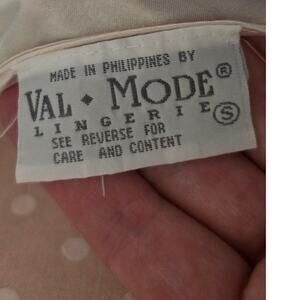 MADE IN PHILIPPINES BY
VAL ♦ MODE®
LINGERIE Ⓢ
SEE REVERSE FOR
CARE AND CONTENT